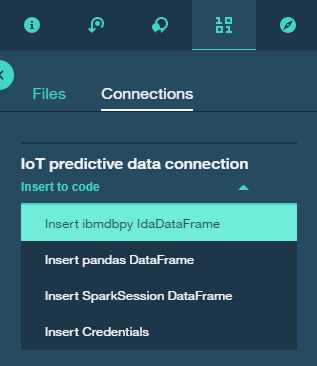 Files
Connections
IoT predictive data connection
Insert to code
Insert ibmdbpy IdaDataFrame
Insert pandas DataFrame
Insert SparkSession DataFrame
Insert Credentials